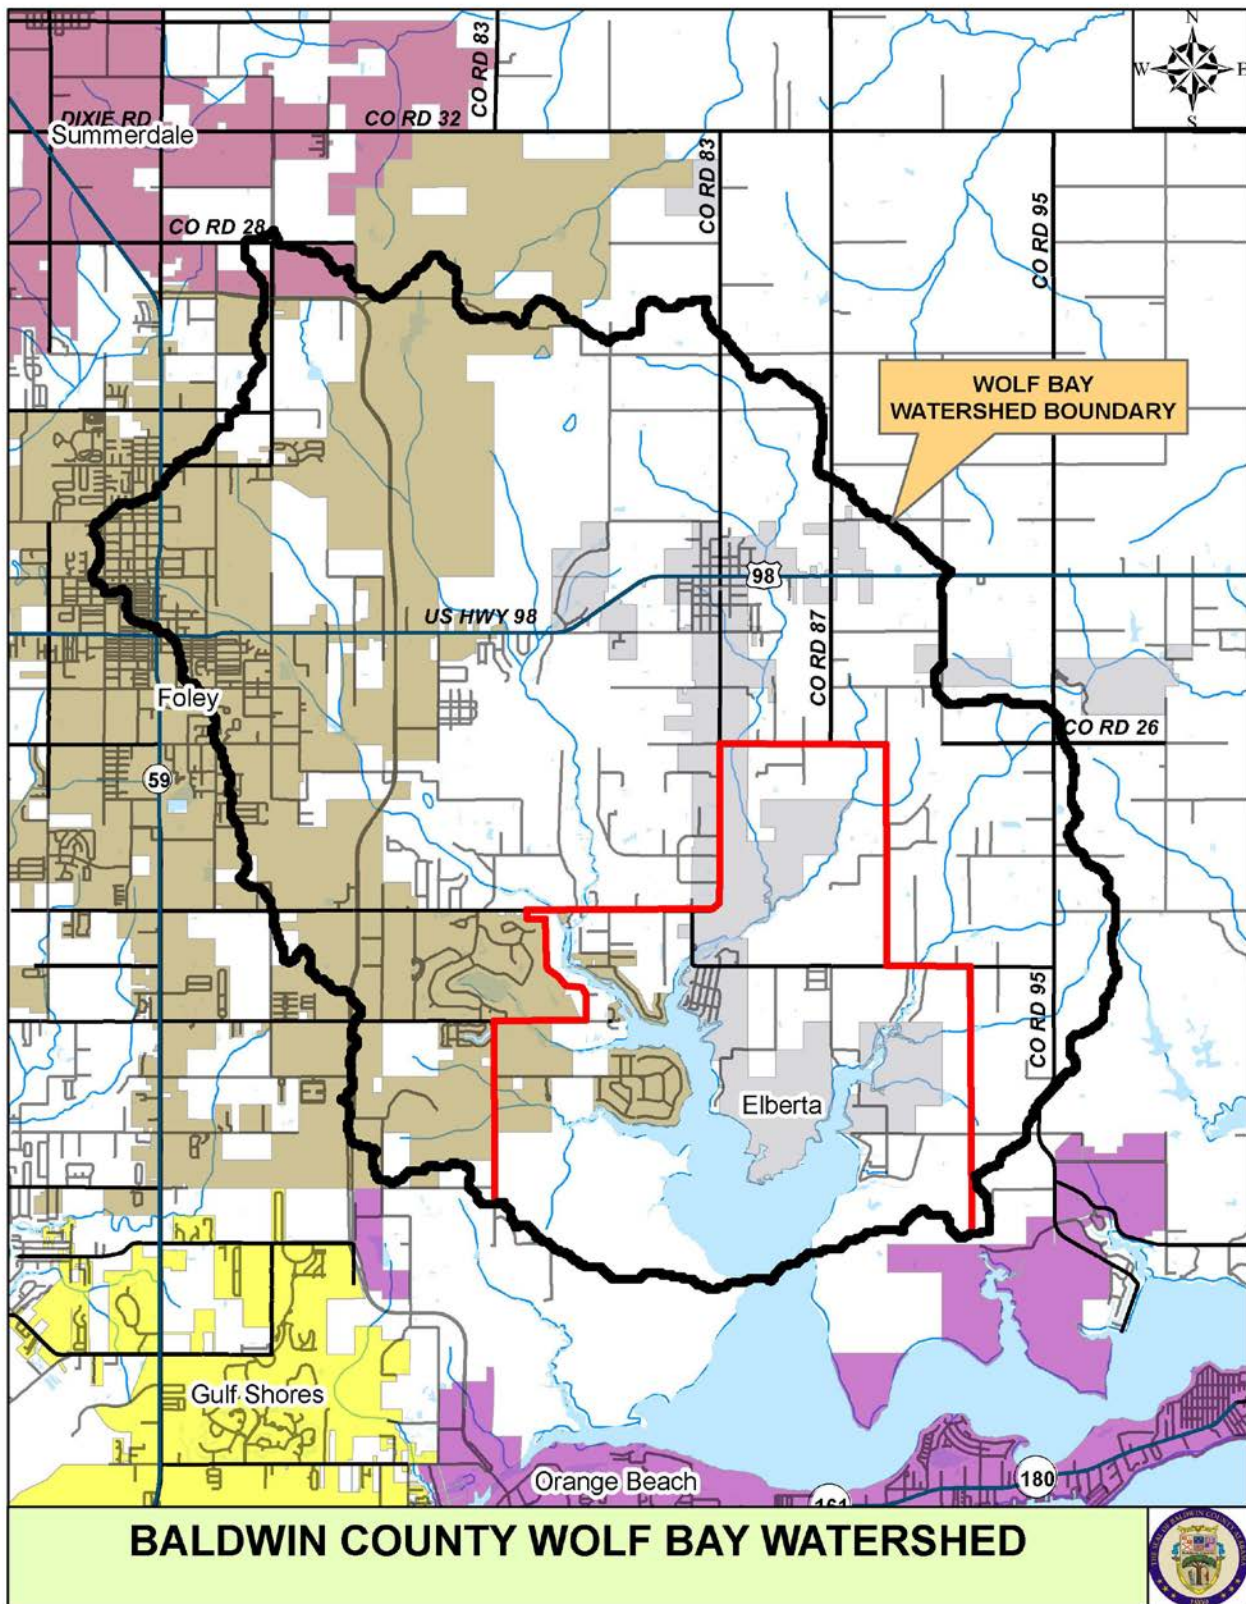 N
W
E
S
CO RD 83
DIXIE RD
CO RD 32
Summerdale
CO RD 83
CO RD 28
CO RD 95
WOLF BAY
WATERSHED BOUNDARY
98
US HWY 98
CO RD 87
Foley
CO RD 26
59
CO RD 95
Elberta
Gulf Shores
Orange Beach
180
161
BALDWIN COUNTY WOLF BAY WATERSHED